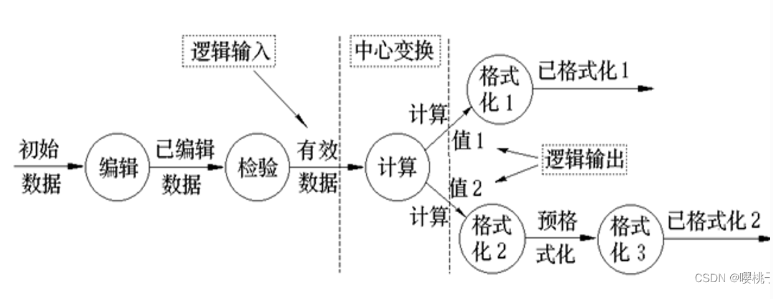 逻辑输入
中心变换
初始
数据
编辑
已编辑
数据
检验
有效
数据
计算
计算
值1
格式
化1
已格式化1
逻辑输出
计算
值2
格式
化2
预格
式化
格式
化3
已格式化2
CSDN @嘤桃子